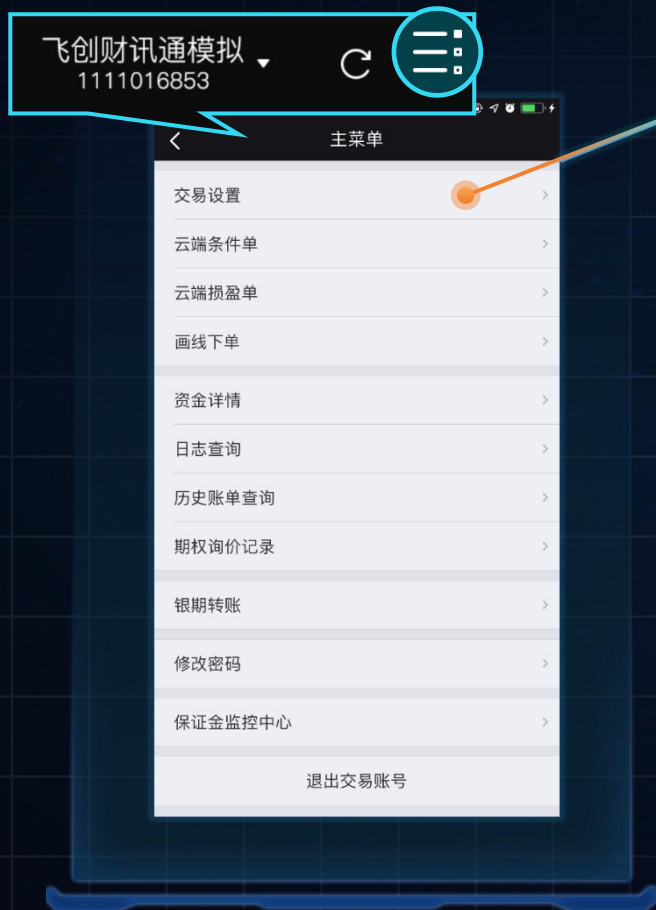 飞创财讯通模拟
1111016853
主菜单
交易设置
云端条件单
云端损盈单
画线下单
资金详情
日志查询
历史账单查询
期权询价记录
银期转账
修改密码
保证金监控中心
退出交易账号